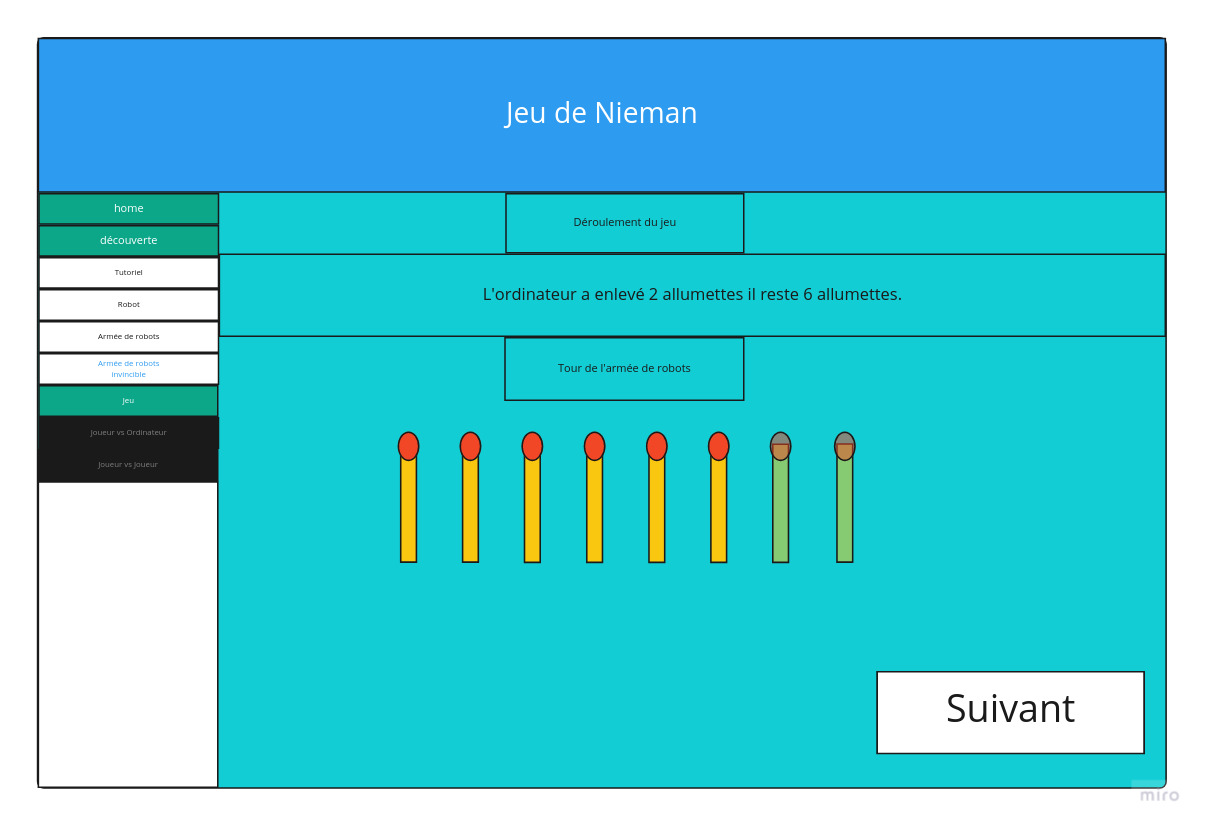 Jeu de Nieman
home
découverte
Tutoriel
Robot
Armée de robots
Armée de robots
invincible
Jeu
Joueur vs Ordinateur
Joueur vs Joueur
Déroulement du jeu
L'ordinateur a enlevé 2 allumettes il reste 6 allumettes.
Tour de l'armée de robots
Suivant
miro